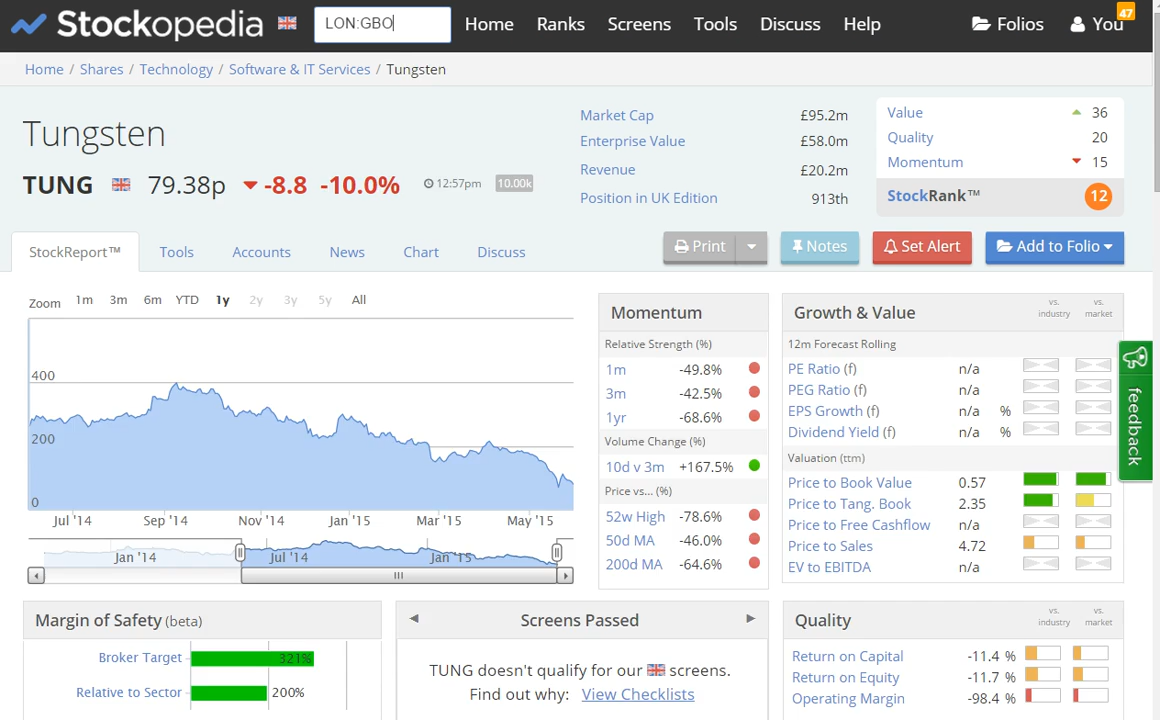 Stockopedia LON:GBO Home Ranks Screens Tools Discuss Help Folios You 47
Home / Shares / Technology / Software & IT Services / Tungsten
Tungsten
TUNG 79.38p -8.8 -10.0% 12:57pm 10.00k
Market Cap £95.2m
Enterprise Value £58.0m
Revenue £20.2m
Position in UK Edition 913th
Value 36
Quality 20
Momentum 15
StockRank™ 12
StockReport™ Tools Accounts News Chart Discuss
Print Notes Set Alert Add to Folio
Zoom 1m 3m 6m YTD 1y 2y 3y 5y All
400
200
0
Jul '14 Sep '14 Nov '14 Jan '15 Mar '15 May '15
Jan '14 Jul '14 Jan '15
Momentum
Relative Strength (%)
1m -49.8%
3m -42.5%
1yr -68.6%
Volume Change (%)
10d v 3m +167.5%
Price vs... (%)
52w High -78.6%
50d MA -46.0%
200d MA -64.6%
Growth & Value vs. industry vs. market
12m Forecast Rolling
PE Ratio (f) n/a
PEG Ratio (f) n/a
EPS Growth (f) n/a %
Dividend Yield (f) n/a %
Valuation (ttm)
Price to Book Value 0.57
Price to Tang. Book 2.35
Price to Free Cashflow n/a
Price to Sales 4.72
EV to EBITDA n/a
feedback
Margin of Safety (beta)
Broker Target 321%
Relative to Sector 200%
Screens Passed
TUNG doesn't qualify for our screens.
Find out why: View Checklists
Quality vs. industry vs. market
Return on Capital -11.4 %
Return on Equity -11.7 %
Operating Margin -98.4 %